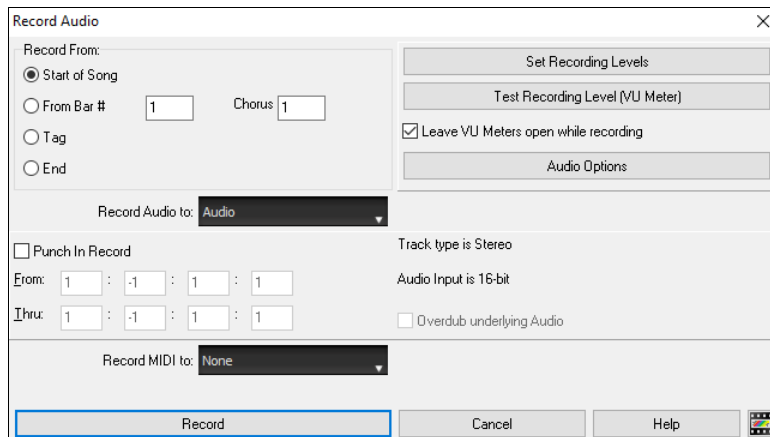 Record Audio
Record From:
Start of Song
From Bar # 1 Chorus 1
Tag
End
Set Recording Levels
Test Recording Level (VU Meter)
Leave VU Meters open while recording
Audio Options
Record Audio to: Audio
Punch In Record
From: 1 : -1 : 1 : 1
Thru: 1 : -1 : 1 : 1
Track type is Stereo
Audio Input is 16-bit
Overdub underlying Audio
Record MIDI to: None
Record Cancel Help